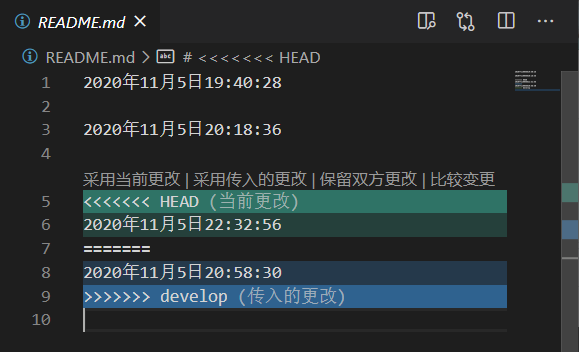 README.md
README.md > # <<<<<<< HEAD
1 2020年11月5日19:40:28
2
3 2020年11月5日20:18:36
4
采用当前更改 | 采用传入的更改 | 保留双方更改 | 比较变更
5 <<<<<<< HEAD (当前更改)
6 2020年11月5日22:32:56
7 =======
8 2020年11月5日20:58:30
9 >>>>>>> develop (传入的更改)
10